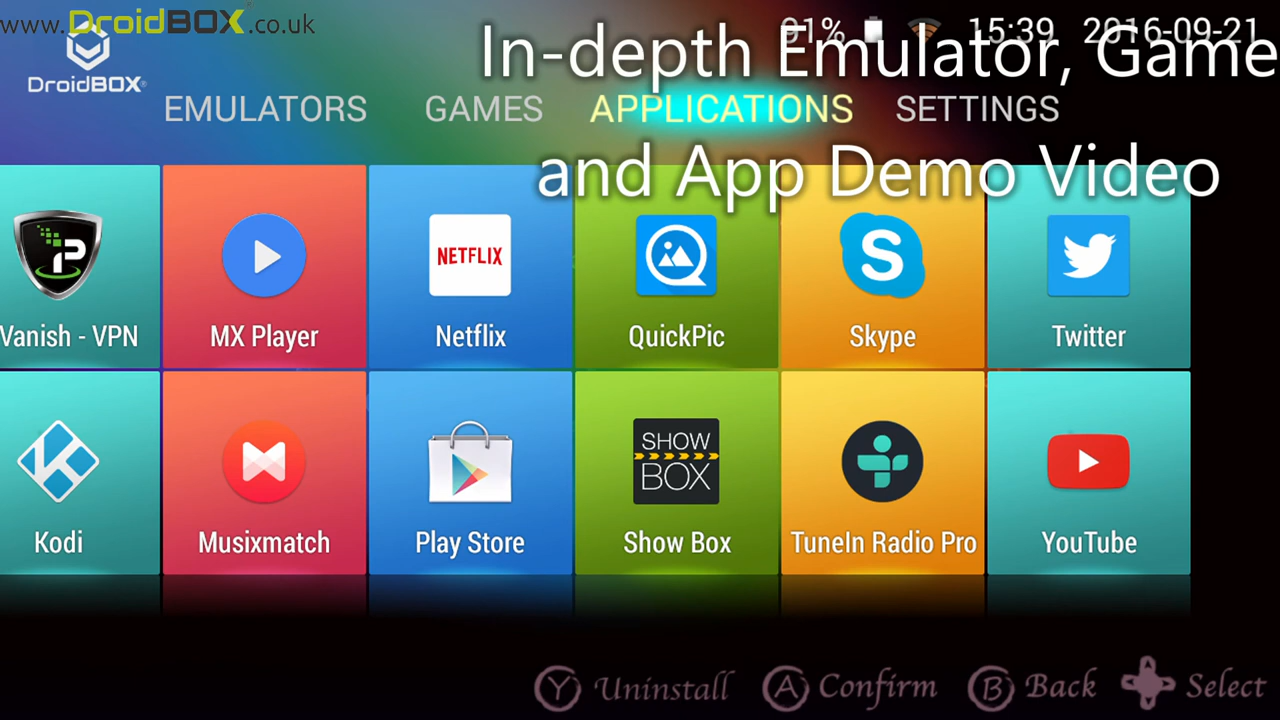 www.DroidBOX.co.uk
91% 15:39 2016-09-21
In-depth Emulator, Game
DroidBOX®
EMULATORS GAMES APPLICATIONS SETTINGS
and App Demo Video
P
NETFLIX
S
Vanish - VPN MX Player Netflix QuickPic Skype Twitter
SHOW
BOX
Kodi Musixmatch Play Store Show Box TuneIn Radio Pro YouTube
Y Uninstall A Confirm B Back Select